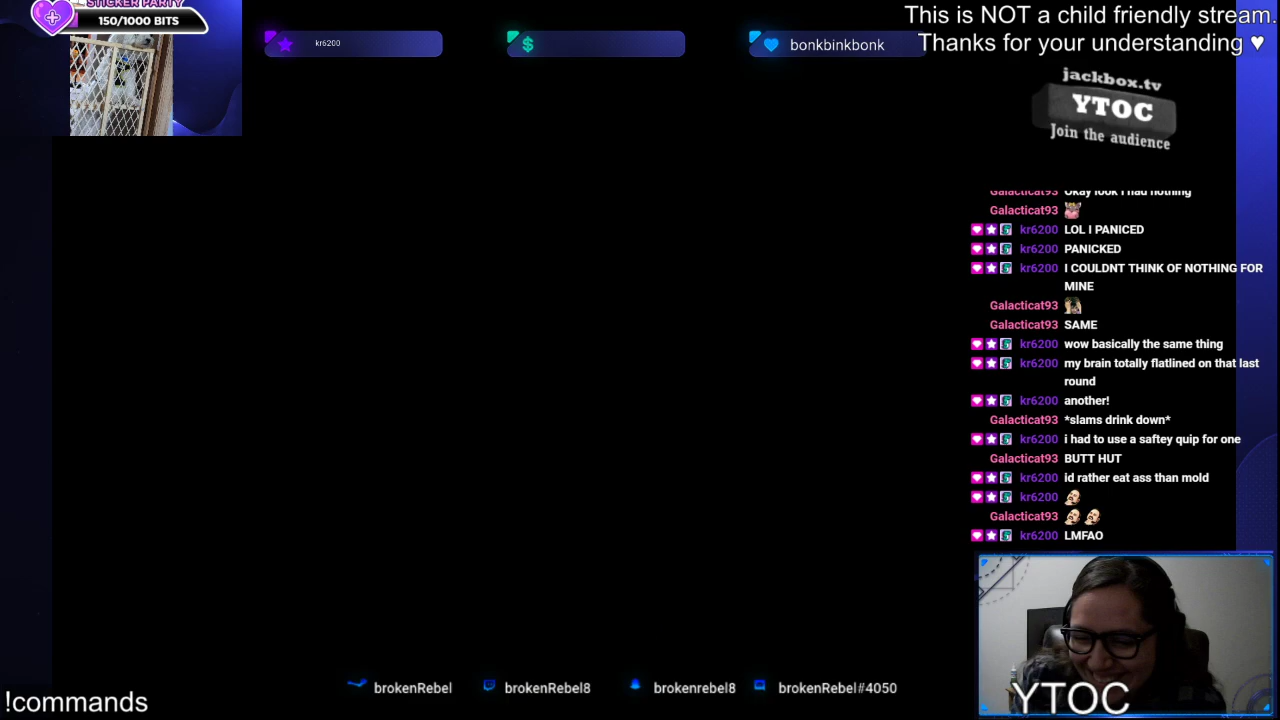 STICKER PARTY
150/1000 BITS
kr6200
$
bonkbinkbonk
This is NOT a child friendly stream.
Thanks for your understanding ♥
jackbox.tv
YTOC
Join the audience
Galacticat93 Okay look I had nothing
Galacticat93
kr6200 LOL I PANICED
kr6200 PANICKED
kr6200 I COULDNT THINK OF NOTHING FOR
MINE
Galacticat93
Galacticat93 SAME
kr6200 wow basically the same thing
kr6200 my brain totally flatlined on that last
round
kr6200 another!
Galacticat93 *slams drink down*
kr6200 i had to use a saftey quip for one
Galacticat93 BUTT HUT
kr6200 id rather eat ass than mold
kr6200
Galacticat93
kr6200 LMFAO
YTOC
brokenRebel brokenRebel8 brokenrebel8 brokenRebel#4050
!commands